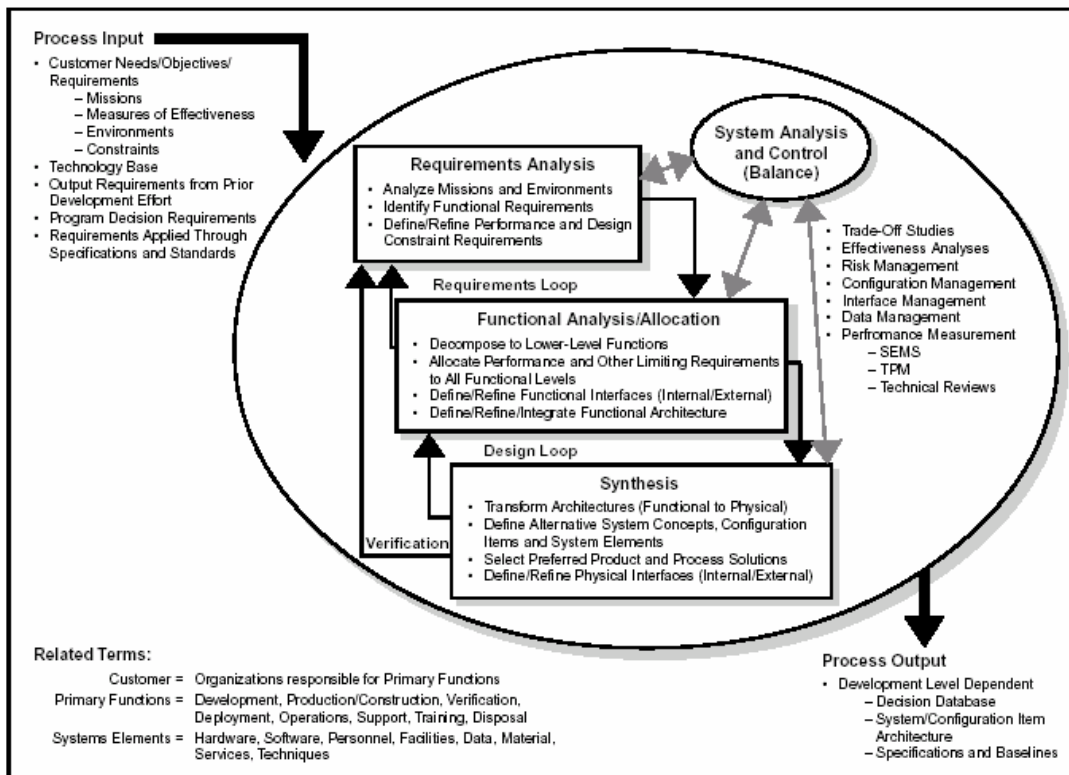 Process Input
• Customer Needs/Objectives/
Requirements
– Missions
– Measures of Effectiveness
– Environments
– Constraints
• Technology Base
• Output Requirements from Prior
Development Effort
• Program Decision Requirements
• Requirements Applied Through
Specifications and Standards
System Analysis
and Control
(Balance)
Requirements Analysis
• Analyze Missions and Environments
• Identify Functional Requirements
• Define/Refine Performance and Design
Constraint Requirements
• Trade-Off Studies
• Effectiveness Analyses
• Risk Management
• Configuration Management
• Interface Management
• Data Management
• Perfromance Measurement
– SEMS
– TPM
– Technical Reviews
Requirements Loop
Functional Analysis/Allocation
• Decompose to Lower-Level Functions
• Allocate Performance and Other Limiting Requirements
to All Functional Levels
• Define/Refine Functional Interfaces (Internal/External)
• Define/Refine/Integrate Functional Architecture
Design Loop
Synthesis
• Transform Architectures (Functional to Physical)
• Define Alternative System Concepts, Configuration
Items and System Elements
• Select Preferred Product and Process Solutions
• Define/Refine Physical Interfaces (Internal/External)
Verification
Related Terms:
Customer = Organizations responsible for Primary Functions
Primary Functions = Development, Production/Construction, Verification,
Deployment, Operations, Support, Training, Disposal
Systems Elements = Hardware, Software, Personnel, Facilities, Data, Material,
Services, Techniques
Process Output
• Development Level Dependent
– Decision Database
– System/Configuration Item
Architecture
– Specifications and Baselines